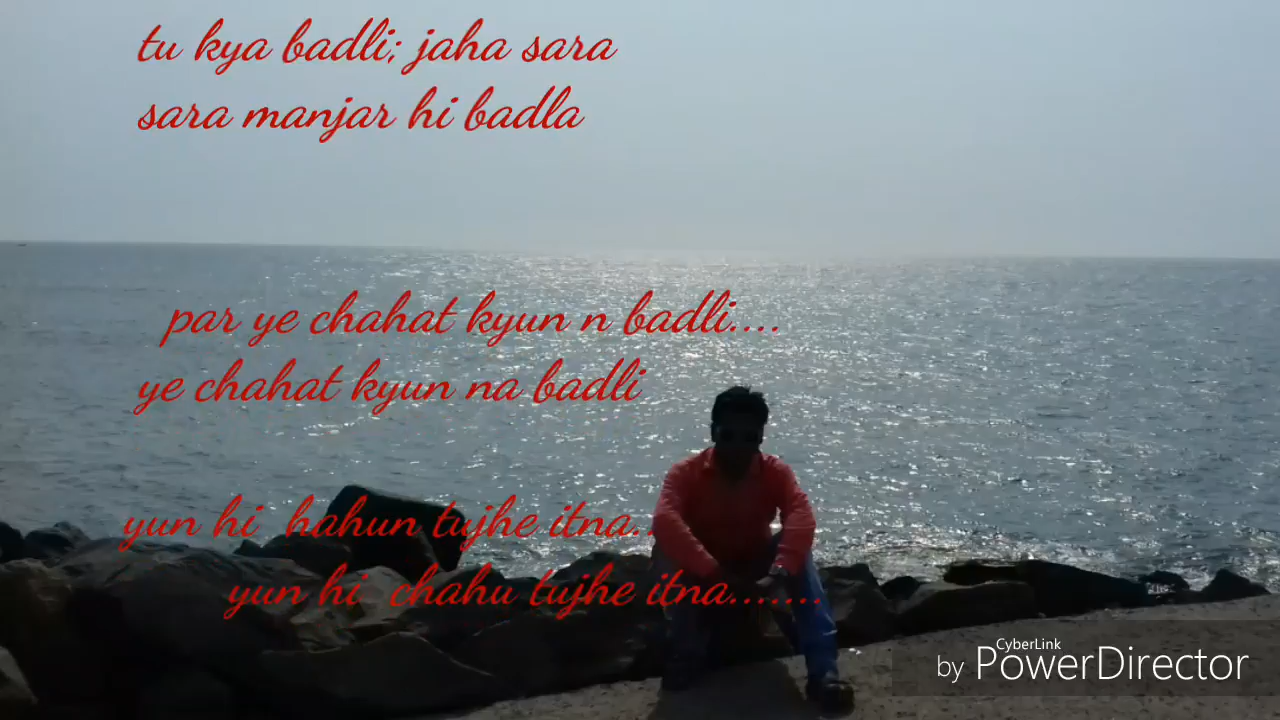 tu kya badli; jaha sara
sara manjar hi badla
par ye chahat kyun n badli....
ye chahat kyun na badli
yun hi hahun tujhe itna..
yun hi chahu tujhe itna.......
CyberLink
by PowerDirector